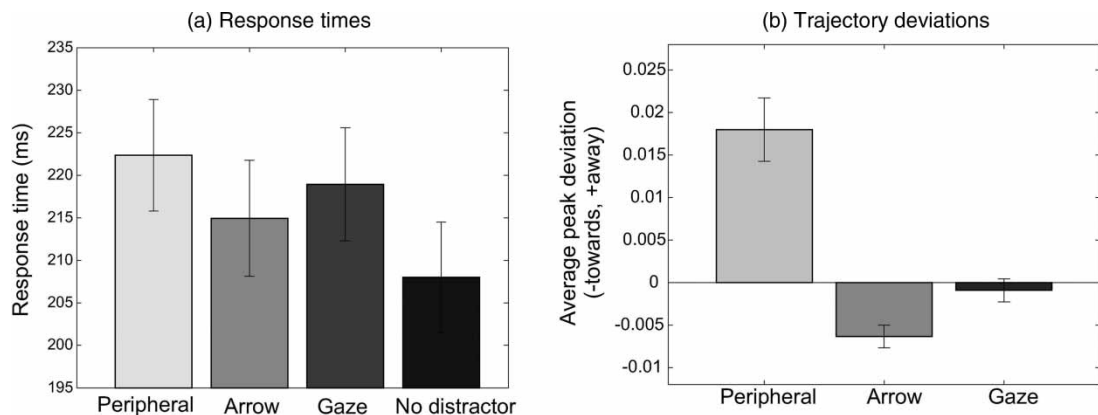 (a) Response times
235
230
225
220
215
210
205
200
195
Response time (ms)
Peripheral Arrow Gaze No distractor
(b) Trajectory deviations
0.025
0.02
0.015
0.01
0.005
0
-0.005
-0.01
Average peak deviation
(-towards, +away)
Peripheral Arrow Gaze